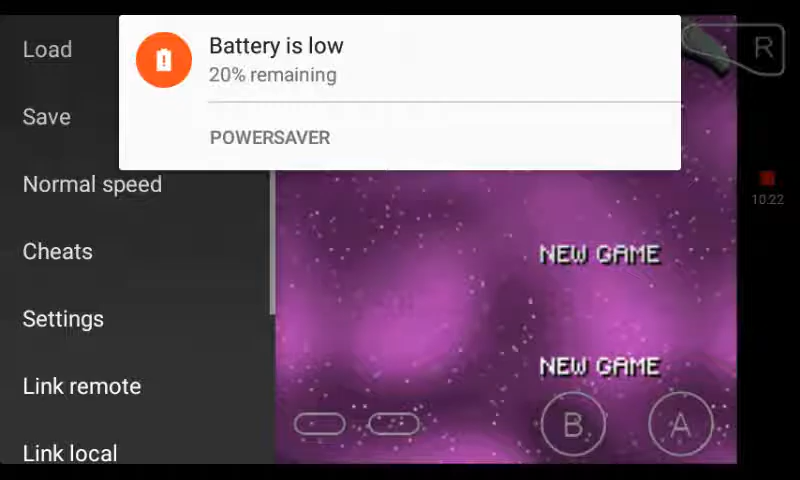 Battery is low
20% remaining
POWERSAVER
Load
Save
Normal speed
Cheats
Settings
Link remote
Link local
R
10:22
NEW GAME
NEW GAME
B
A